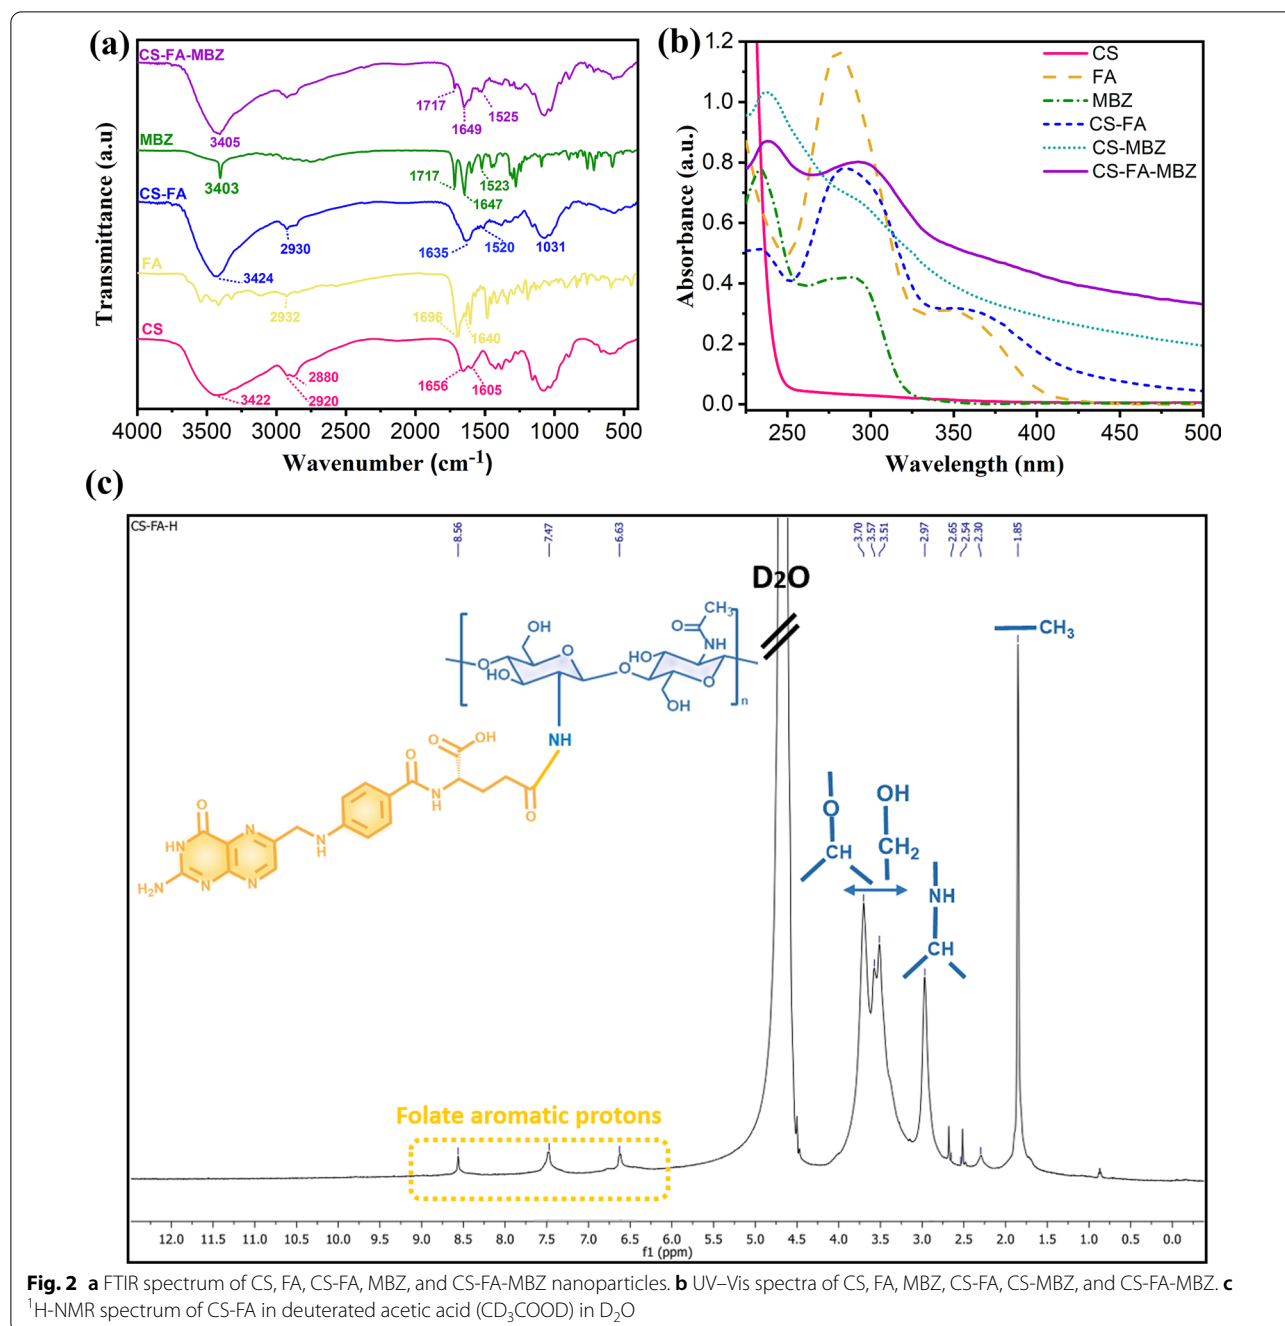 (a)
CS-FA-MBZ
1717
1525
1649
3405
MBZ
3403
1717
1523
1647
CS-FA
2930
1635
1520
1031
3424
FA
2932
1696
1640
CS
2880
1656
1605
3422
2920
4000 3500 3000 2500 2000 1500 1000 500
Wavenumber (cm⁻¹)
Transmittance (a.u)
(b)
1.2
1.0
0.8
0.6
0.4
0.2
0.0
Absorbance (a.u.)
CS
FA
MBZ
CS-FA
CS-MBZ
CS-FA-MBZ
250 300 350 400 450 500
Wavelength (nm)
(c)
CS-FA-H
8.56 7.47 6.63 3.70 3.57 3.51 2.97 2.65 2.54 2.30 1.85
D₂O
CH₃
OH
O
O
O
HO
HO
CH₃
O
NH
HO
O
OH
n
NH
O
OH
O
N
H
O
N
H
O
HN
N
N
N
H₂N
O
CH
OH
CH₂
NH
CH
Folate aromatic protons
12.0 11.5 11.0 10.5 10.0 9.5 9.0 8.5 8.0 7.5 7.0 6.5 6.0 5.5 5.0 4.5 4.0 3.5 3.0 2.5 2.0 1.5 1.0 0.5 0.0
f1 (ppm)
Fig. 2 a FTIR spectrum of CS, FA, CS-FA, MBZ, and CS-FA-MBZ nanoparticles. b UV–Vis spectra of CS, FA, MBZ, CS-FA, CS-MBZ, and CS-FA-MBZ. c
¹H-NMR spectrum of CS-FA in deuterated acetic acid (CD₃COOD) in D₂O